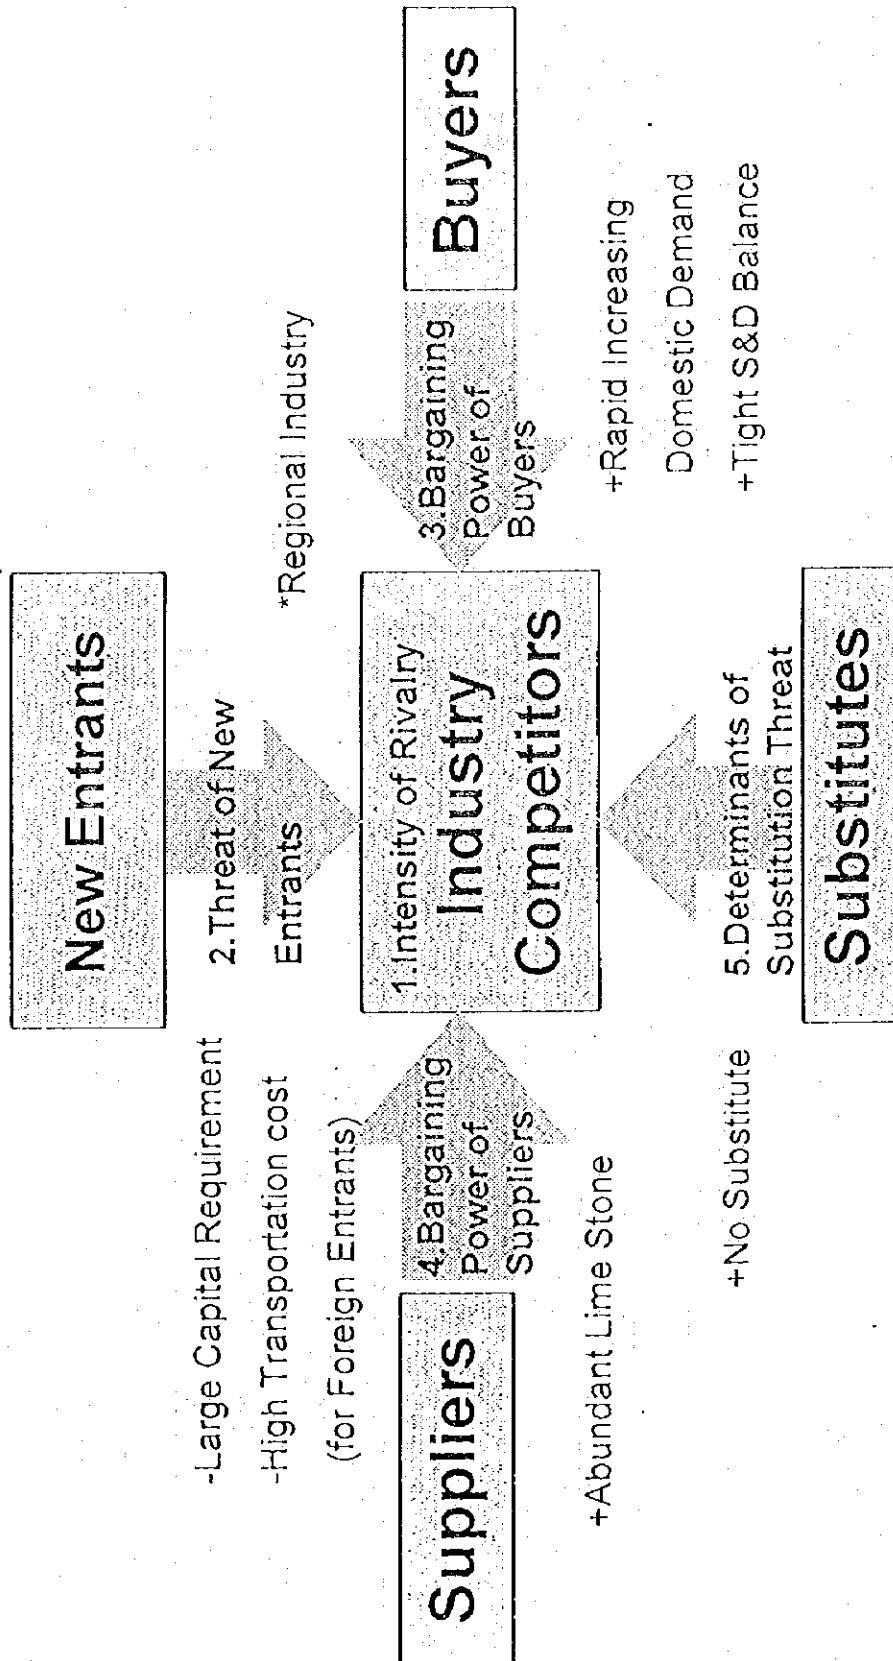 New Entrants
-Large Capital Requirement
-High Transportation cost
(for Foreign Entrants)
2.Threat of New
Entrants
*Regional Industry
Suppliers
4.Bargaining
Power of
Suppliers
1.Intensity of Rivalry
Industry
Competitors
3.Bargaining
Power of
Buyers
Buyers
+Abundant Lime Stone
+Rapid Increasing
Domestic Demand
+Tight S&D Balance
+No Substitute
5.Determinants of
Substitution Threat
Substitutes